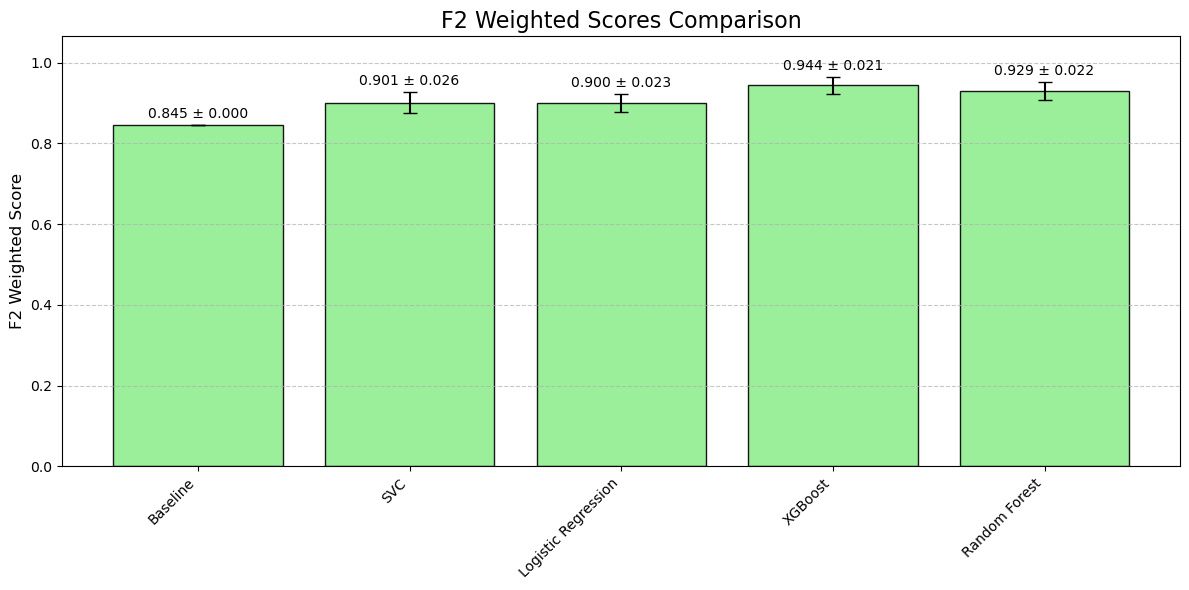 F2 Weighted Scores Comparison
F2 Weighted Score
1.0
0.8
0.6
0.4
0.2
0.0
0.845 ± 0.000
0.901 ± 0.026
0.900 ± 0.023
0.944 ± 0.021
0.929 ± 0.022
Baseline
SVC
Logistic Regression
XGBoost
Random Forest